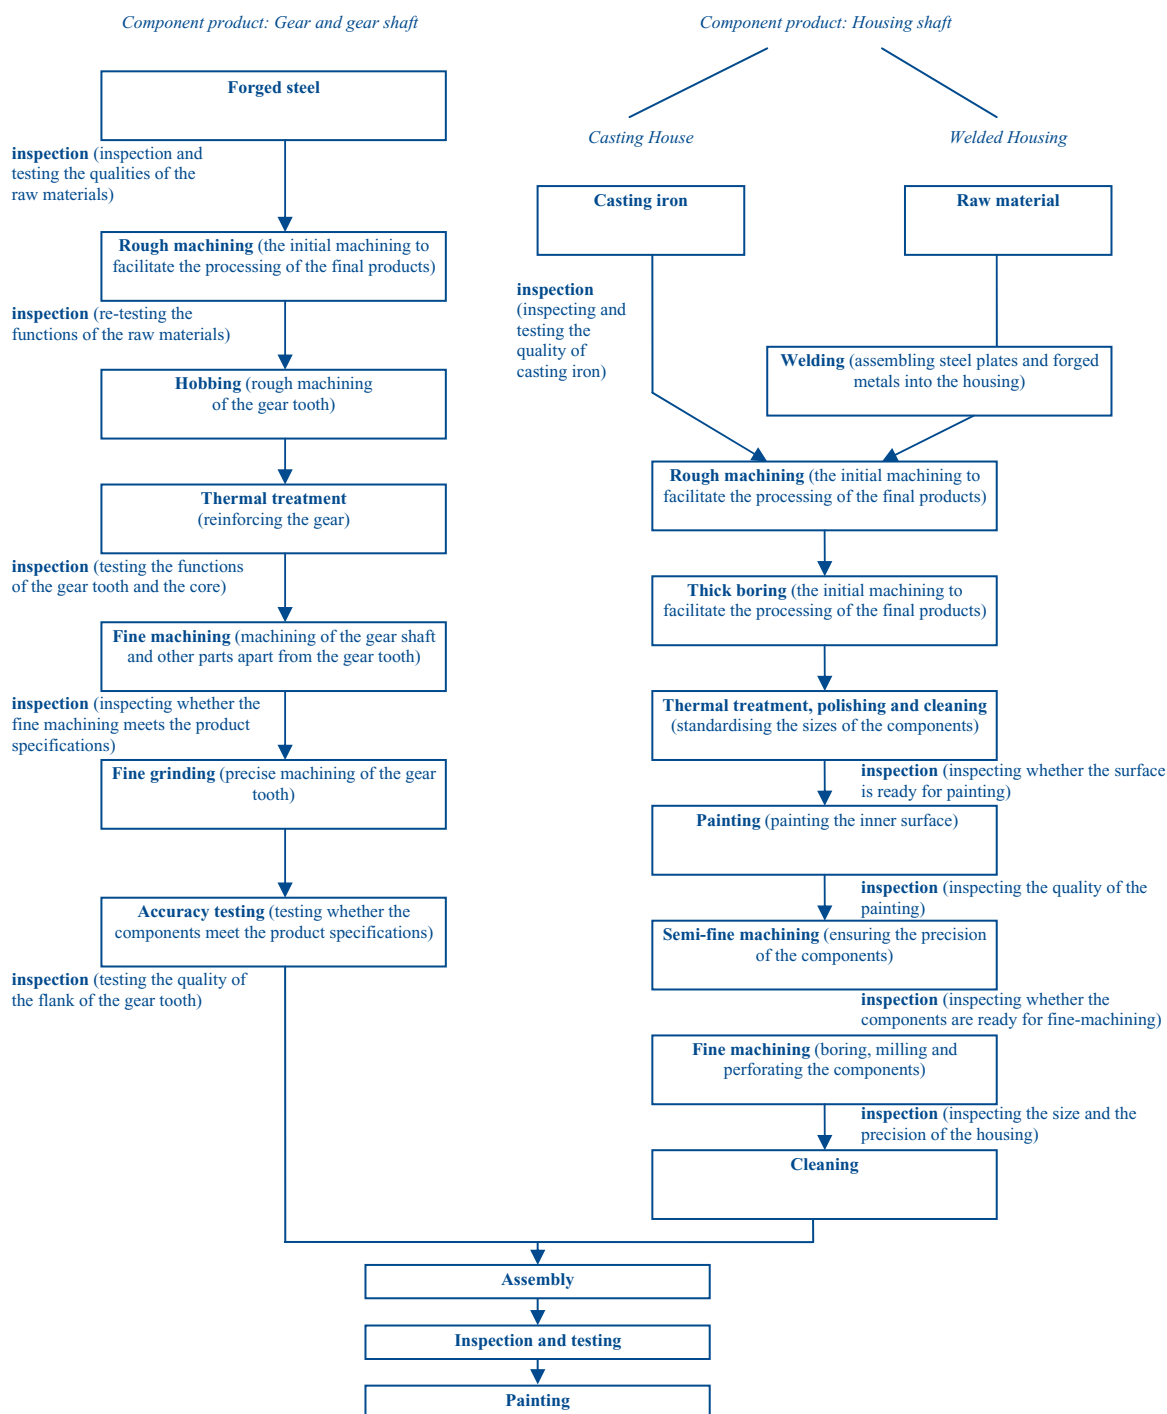 Component product: Gear and gear shaft
Forged steel
inspection (inspection and
testing the qualities of the
raw materials)
Rough machining (the initial machining to
facilitate the processing of the final products)
inspection (re-testing the
functions of the raw materials)
Hobbing (rough machining
of the gear tooth)
Thermal treatment
(reinforcing the gear)
inspection (testing the functions
of the gear tooth and the core)
Fine machining (machining of the gear shaft
and other parts apart from the gear tooth)
inspection (inspecting whether the
fine machining meets the product
specifications)
Fine grinding (precise machining of the gear
tooth)
Accuracy testing (testing whether the
components meet the product specifications)
inspection (testing the quality of
the flank of the gear tooth)
Component product: Housing shaft
Casting House
Welded Housing
Casting iron
Raw material
inspection
(inspecting and
testing the
quality of
casting iron)
Welding (assembling steel plates and forged
metals into the housing)
Rough machining (the initial machining to
facilitate the processing of the final products)
Thick boring (the initial machining to
facilitate the processing of the final products)
Thermal treatment, polishing and cleaning
(standardising the sizes of the components)
inspection (inspecting whether the surface
is ready for painting)
Painting (painting the inner surface)
inspection (inspecting the quality of the
painting)
Semi-fine machining (ensuring the precision
of the components)
inspection (inspecting whether the
components are ready for fine-machining)
Fine machining (boring, milling and
perforating the components)
inspection (inspecting the size and the
precision of the housing)
Cleaning
Assembly
Inspection and testing
Painting